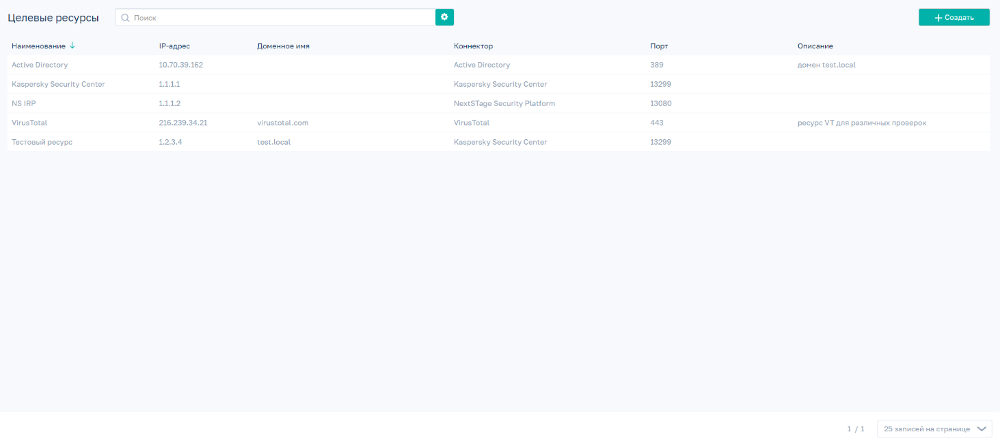 Целевые ресурсы Поиск Создать
Наименование IP-адрес Доменное имя Коннектор Порт Описание
Active Directory 10.70.39.162 Active Directory 389 домен test.local
Kaspersky Security Center 1.1.1.1 Kaspersky Security Center 13299
NS IRP 1.1.1.2 NextSTage Security Platform 13080
VirusTotal 216.239.34.21 virustotal.com VirusTotal 443 ресурс VT для различных проверок
Тестовый ресурс 1.2.3.4 test.local Kaspersky Security Center 13299
1 / 1 25 записей на странице